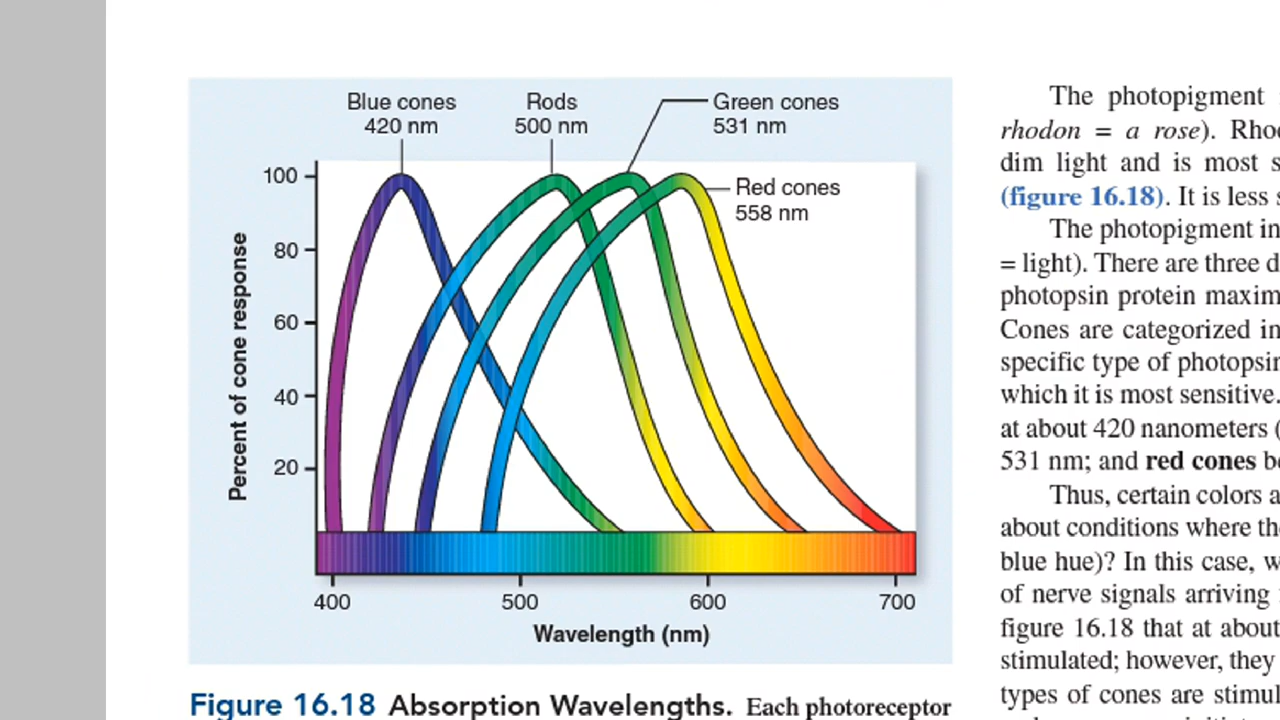 Blue cones
420 nm
Rods
500 nm
Green cones
531 nm
Red cones
558 nm
100
80
60
40
20
Percent of cone response
400
500
600
700
Wavelength (nm)
Figure 16.18 Absorption Wavelengths. Each photoreceptor
The photopigment
rhodon = a rose). Rhod
dim light and is most s
(figure 16.18). It is less s
The photopigment in
= light). There are three d
photopsin protein maxim
Cones are categorized in
specific type of photopsin
which it is most sensitive.
at about 420 nanometers (
531 nm; and red cones be
Thus, certain colors a
about conditions where the
blue hue)? In this case, w
of nerve signals arriving
figure 16.18 that at about
stimulated; however, they
types of cones are stimul